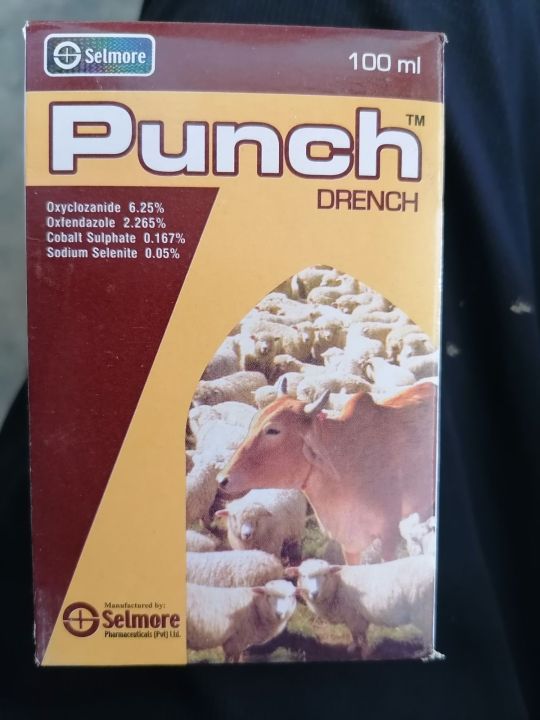 Selmore
100 ml
Punch™
DRENCH
Oxyclozanide 6.25%
Oxfendazole 2.265%
Cobalt Sulphate 0.167%
Sodium Selenite 0.05%
Manufactured by:
Selmore
Pharmaceuticals (Pvt) Ltd.